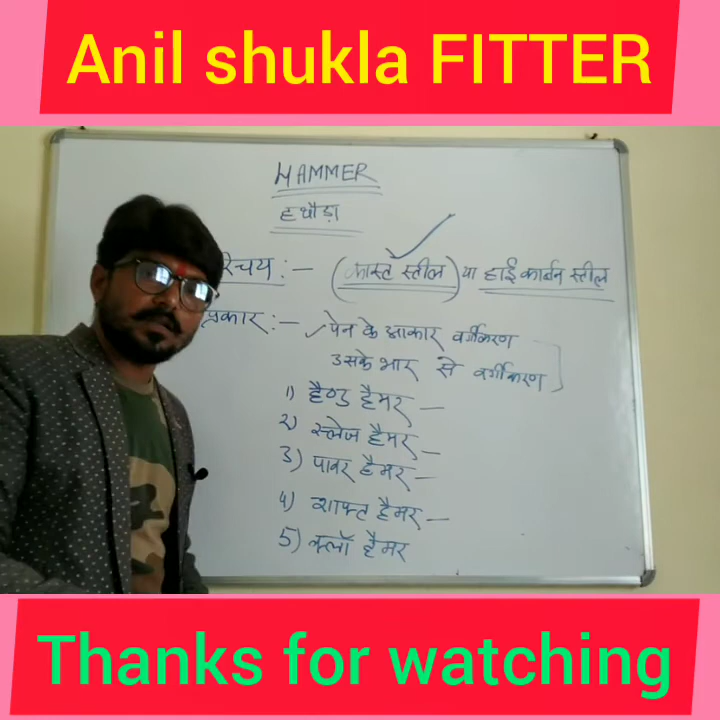 Anil shukla FITTER
HAMMER
हथौड़ा
रिचय :- (कास्ट स्टील) या हाई कार्बन स्टील
प्रकार :- पेन के आकार वर्गीकरण
उसके भार से वर्गीकरण
1) हैण्ड हैमर -
2) स्लेज हैमर -
3) पावर हैमर -
4) शाफ्ट हैमर -
5) क्लॉ हैमर
Thanks for watching